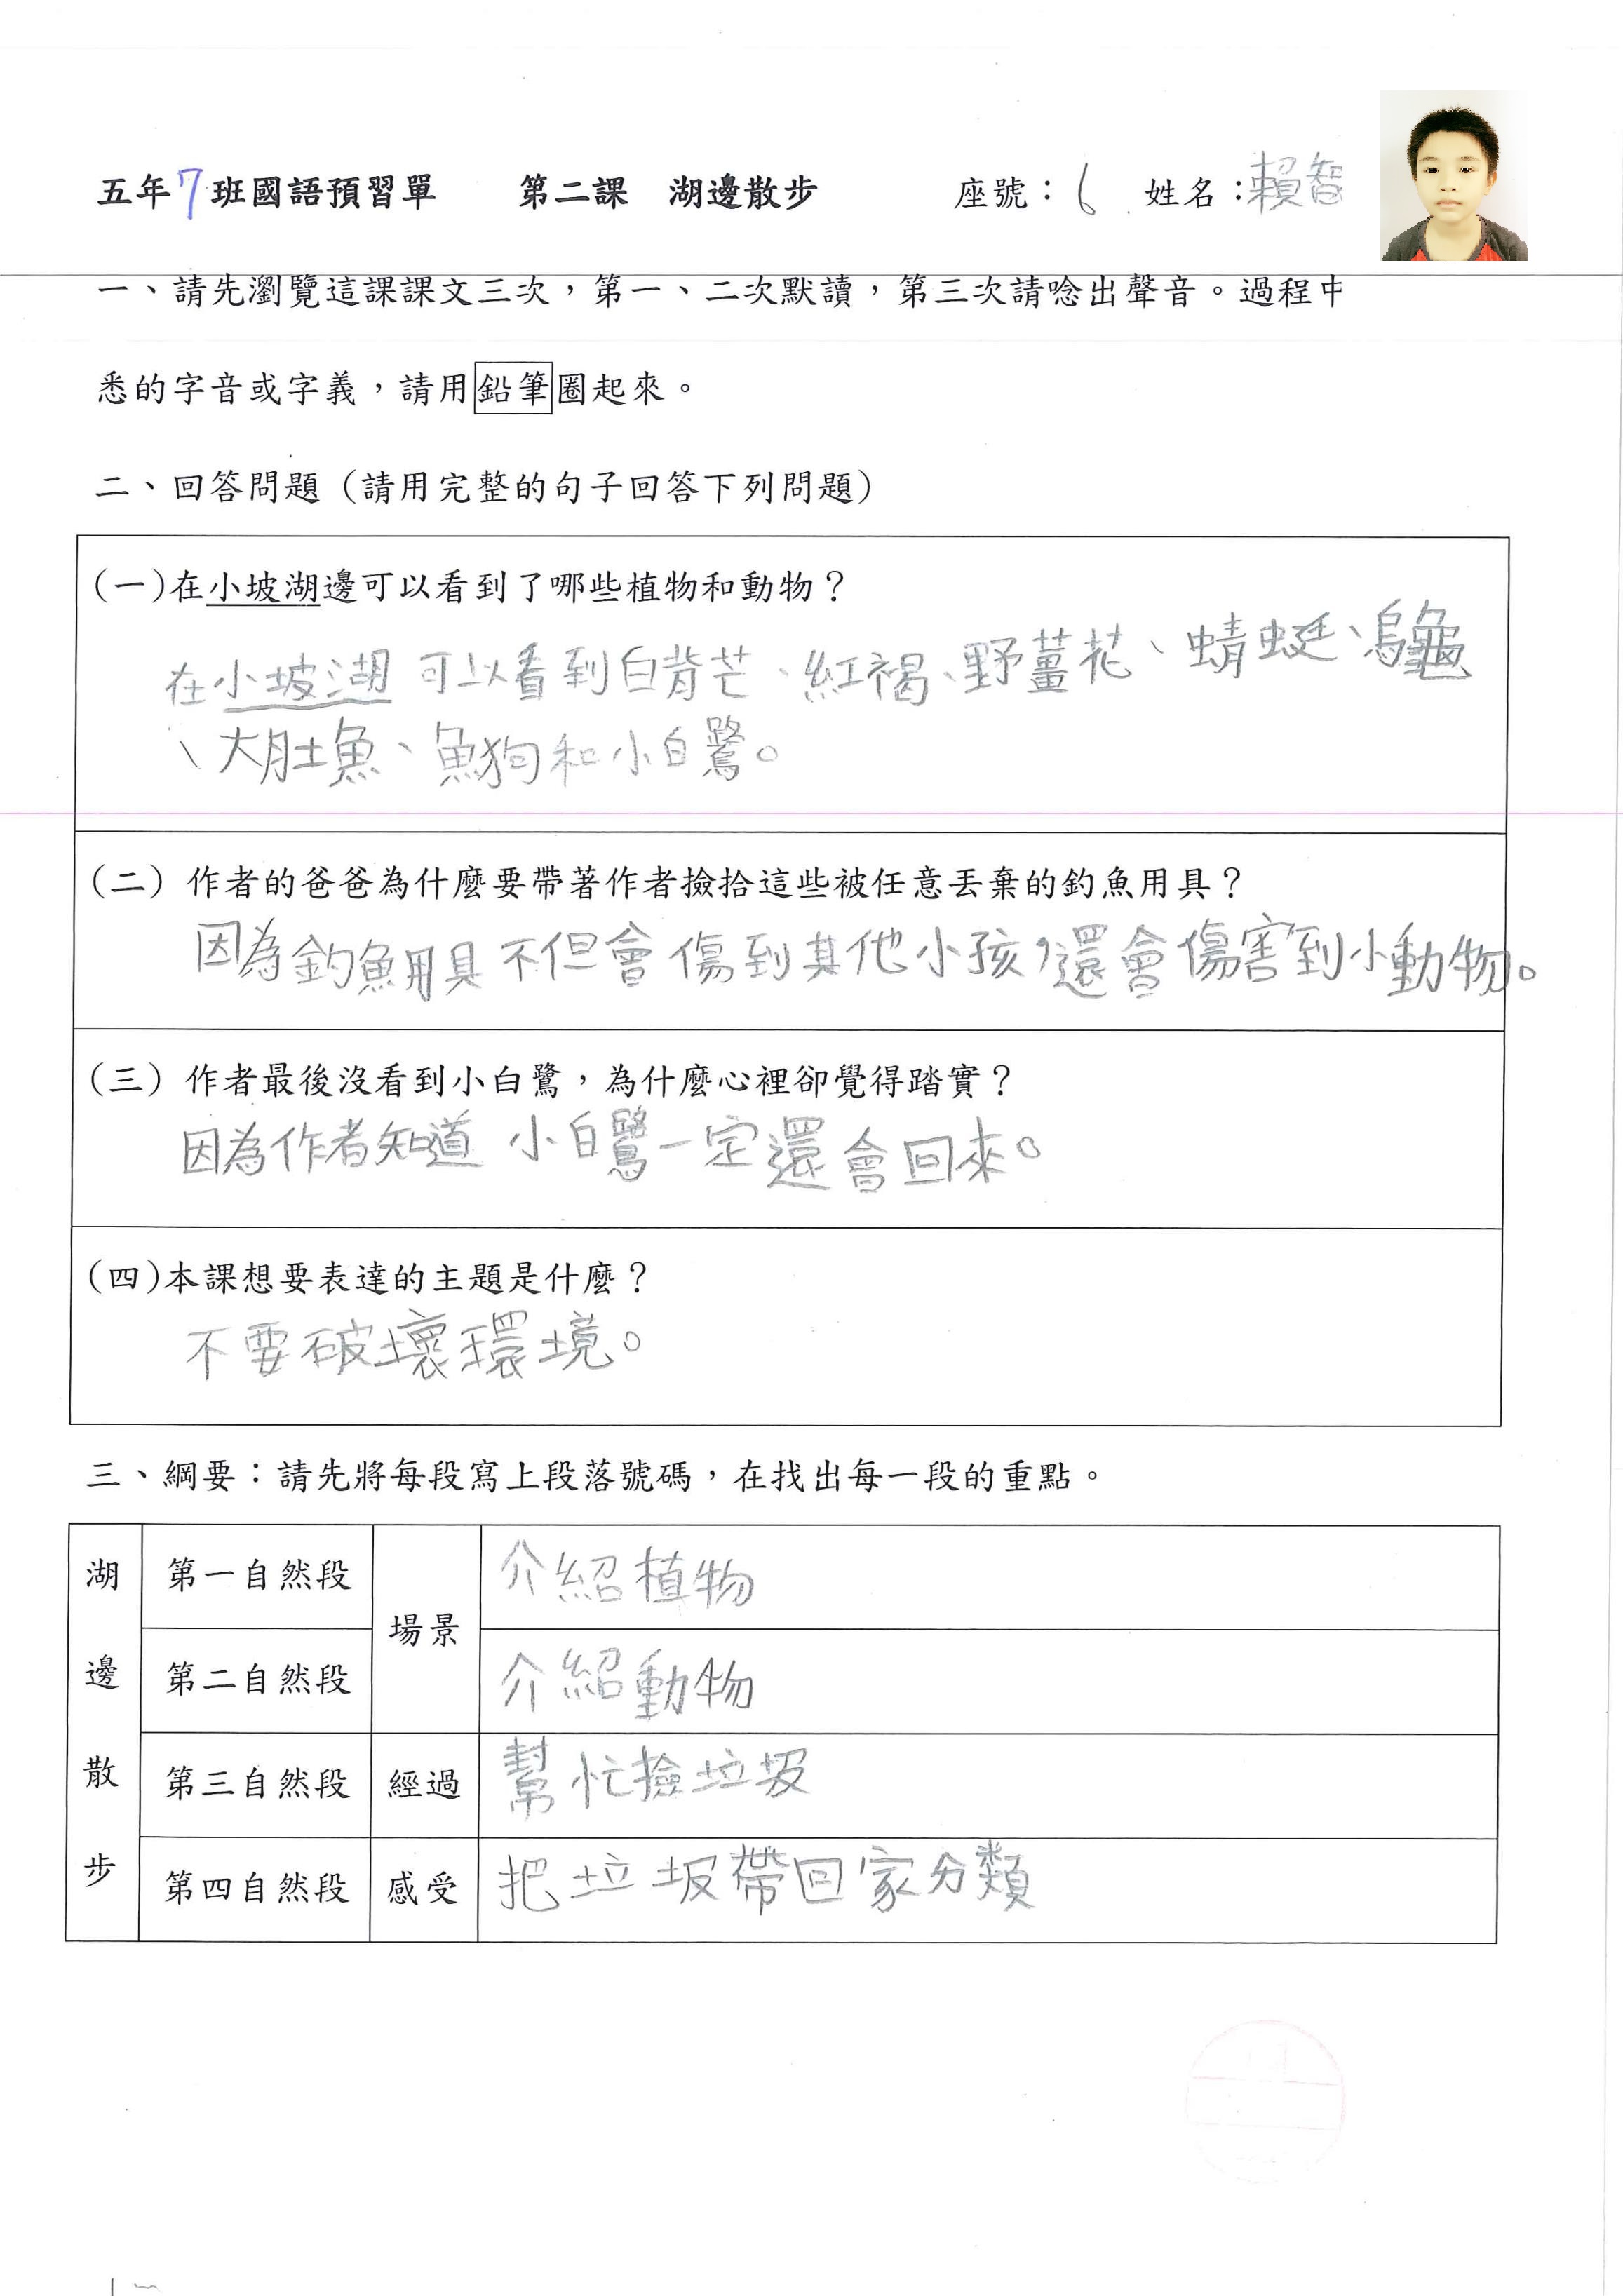 五年7班國語預習單 第二課 湖邊散步 座號：6 姓名：賴智
一、請先瀏覽這課課文三次，第一、二次默讀，第三次請唸出聲音。過程中
悉的字音或字義，請用鉛筆圈起來。
二、回答問題（請用完整的句子回答下列問題）
(一)在小坡湖邊可以看到了哪些植物和動物？
在小坡湖可以看到白背芒、紅褐、野薑花、蜻蜓、烏龜
、大肚魚、魚狗和小白鷺。
(二) 作者的爸爸為什麼要帶著作者撿拾這些被任意丟棄的釣魚用具？
因為釣魚用具不但會傷到其他小孩，還會傷害到小動物。
(三) 作者最後沒看到小白鷺，為什麼心裡卻覺得踏實？
因為作者知道小白鷺一定還會回來。
(四)本課想要表達的主題是什麼？
不要破壞環境。
三、綱要：請先將每段寫上段落號碼，在找出每一段的重點。
湖邊散步
第一自然段 場景 介紹植物
第二自然段 介紹動物
第三自然段 經過 幫忙撿垃圾
第四自然段 感受 把垃圾帶回家分類